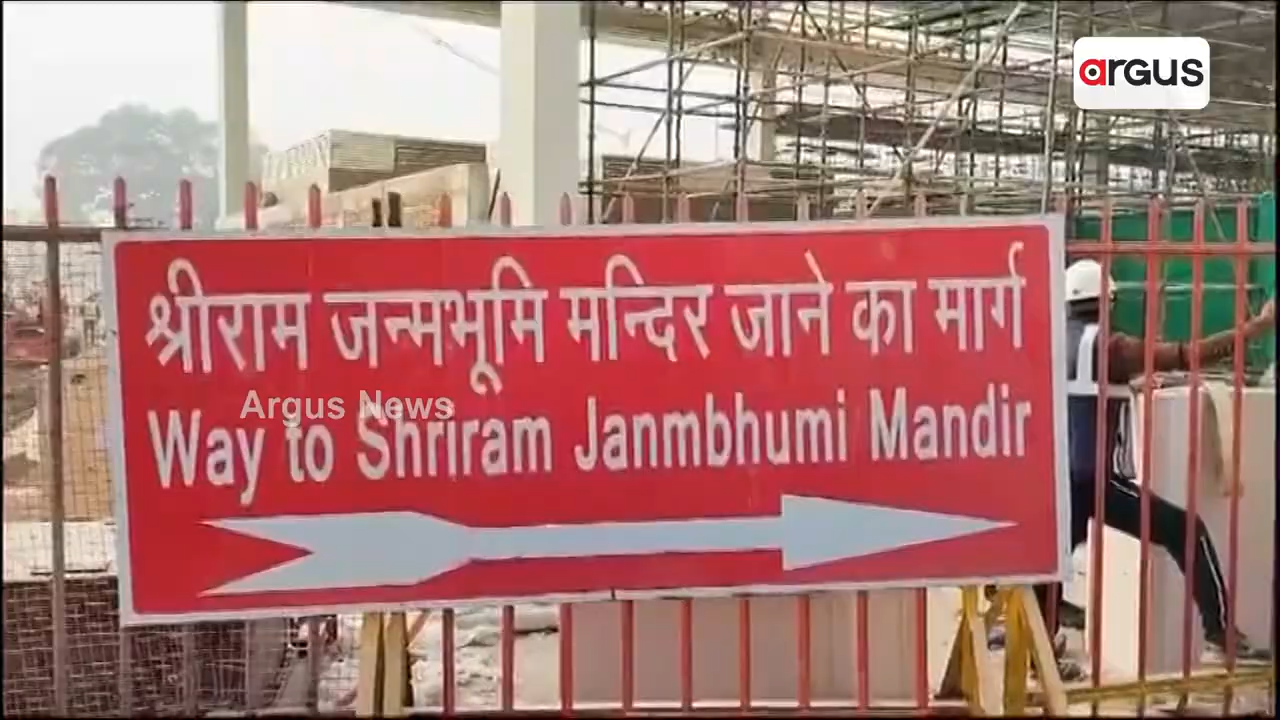 argus
श्रीराम जन्मभूमि मन्दिर जाने का मार्ग
Argus News
Way to Shriram Janmbhumi Mandir